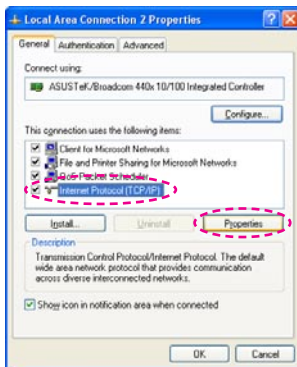 Local Area Connection 2 Properties
General Authentication Advanced
Connect using:
ASUSTeK/Broadcom 440x 10/100 Integrated Controller
Configure...
This connection uses the following items:
Client for Microsoft Networks
File and Printer Sharing for Microsoft Networks
QoS Packet Scheduler
Internet Protocol (TCP/IP)
Install... Uninstall Properties
Description
Transmission Control Protocol/Internet Protocol. The default
wide area network protocol that provides communication
across diverse interconnected networks.
Show icon in notification area when connected
OK Cancel